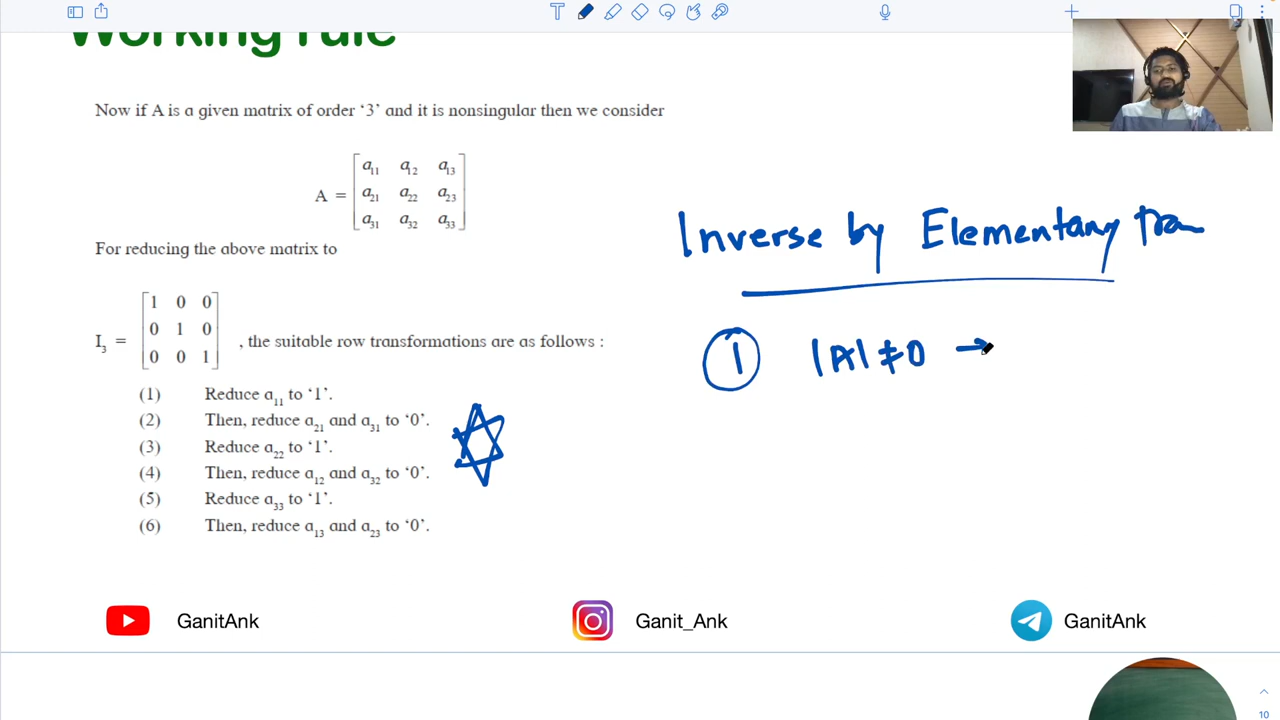 Working rule
Now if A is a given matrix of order ‘3’ and it is nonsingular then we consider
A = [a11 a12 a13
a21 a22 a23
a31 a32 a33]
For reducing the above matrix to
I3 = [1 0 0
0 1 0
0 0 1] , the suitable row transformations are as follows :
(1) Reduce a11 to ‘1’.
(2) Then, reduce a21 and a31 to ‘0’.
(3) Reduce a22 to ‘1’.
(4) Then, reduce a12 and a32 to ‘0’.
(5) Reduce a33 to ‘1’.
(6) Then, reduce a13 and a23 to ‘0’.
Inverse by Elementary tra
1 |A| ≠ 0 →
GanitAnk Ganit_Ank GanitAnk
10